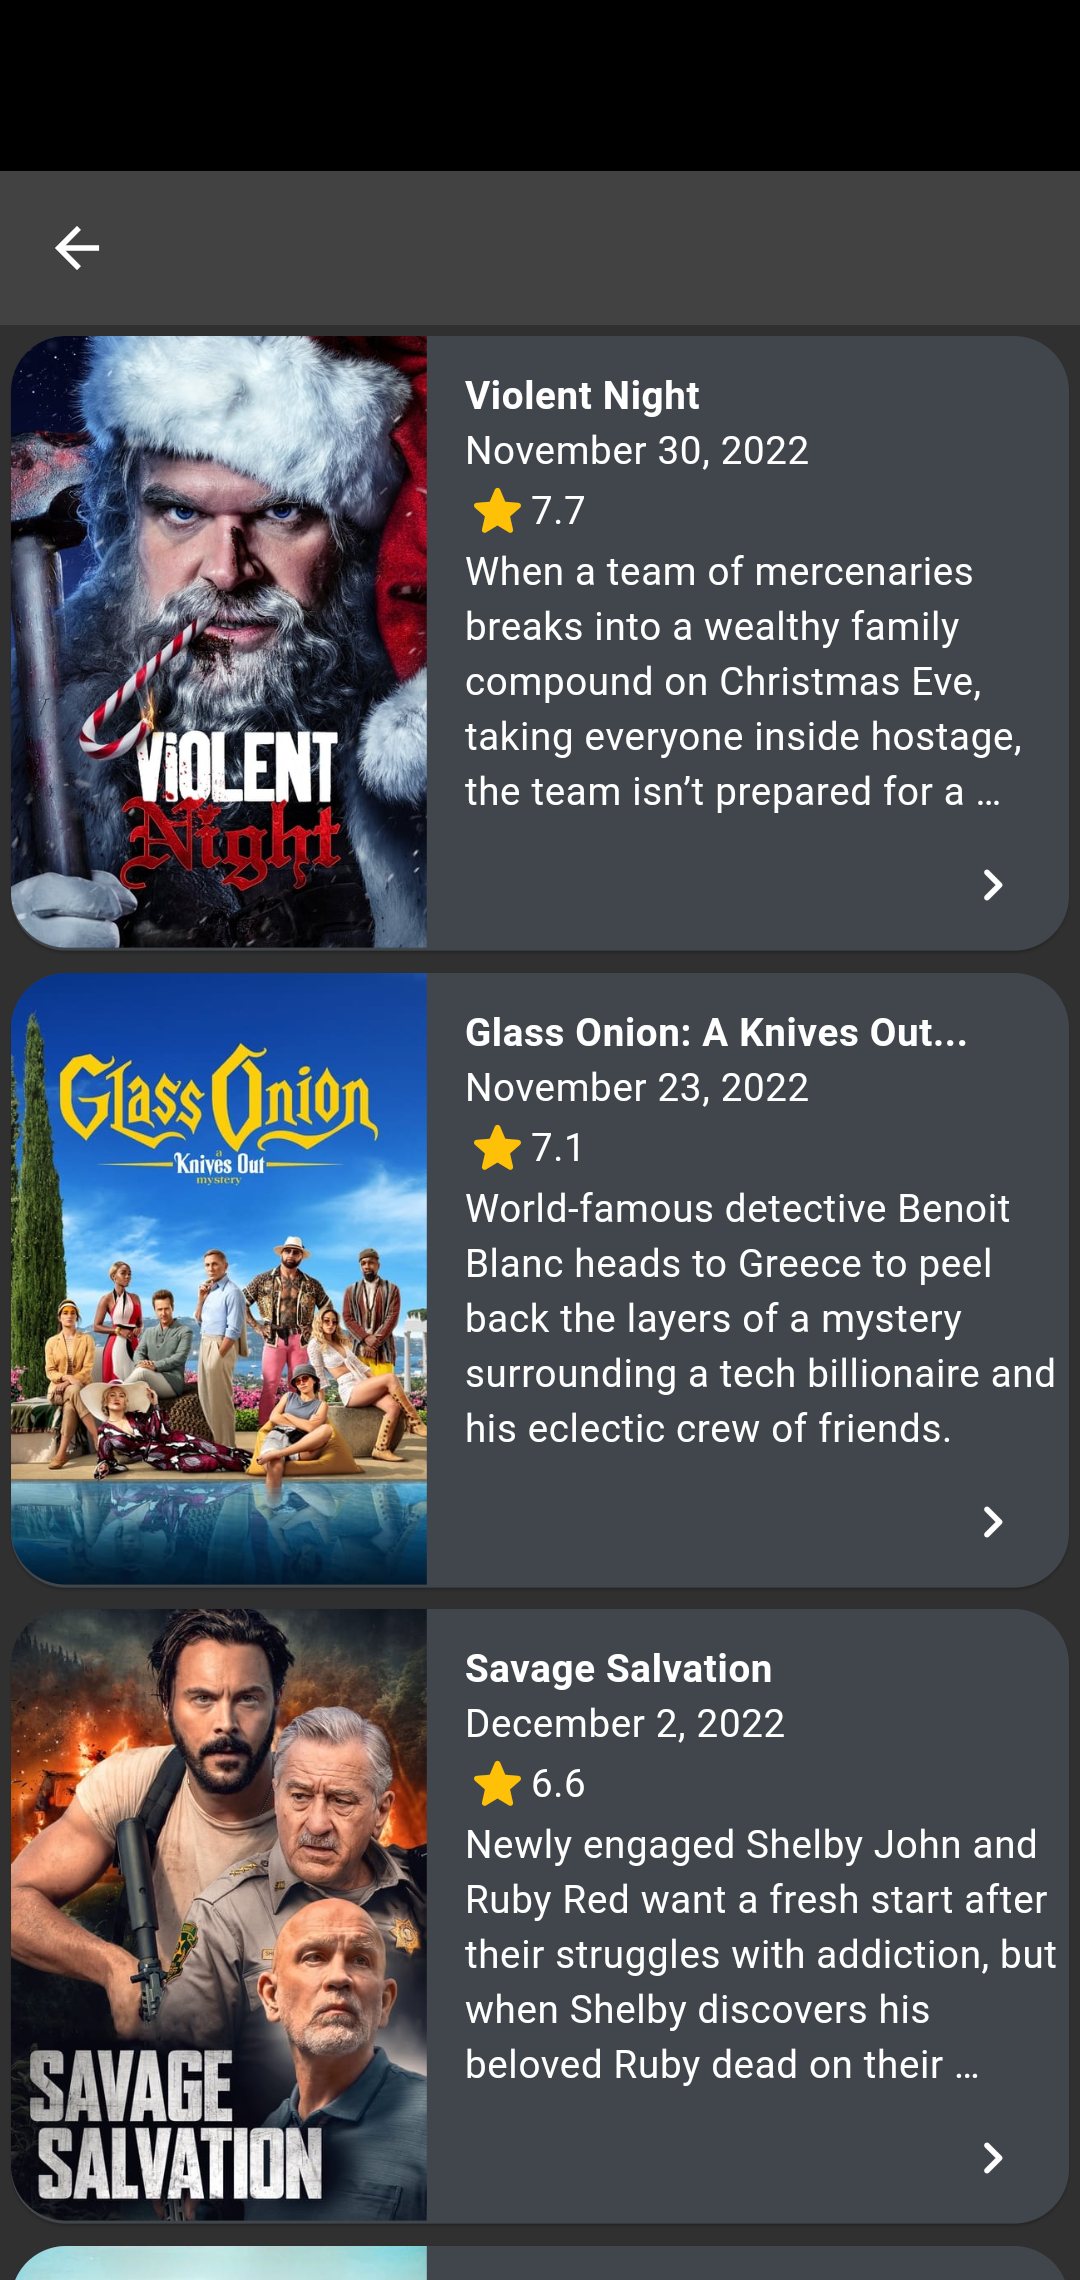 Violent Night
November 30, 2022
7.7
When a team of mercenaries
breaks into a wealthy family
compound on Christmas Eve,
taking everyone inside hostage,
the team isn’t prepared for a …
ViOLENT
Night
Glass Onion: A Knives Out...
November 23, 2022
7.1
World-famous detective Benoit
Blanc heads to Greece to peel
back the layers of a mystery
surrounding a tech billionaire and
his eclectic crew of friends.
Glass Onion
a
Knives Out
mystery
Savage Salvation
December 2, 2022
6.6
Newly engaged Shelby John and
Ruby Red want a fresh start after
their struggles with addiction, but
when Shelby discovers his
beloved Ruby dead on their …
SAVAGE
SALVATION